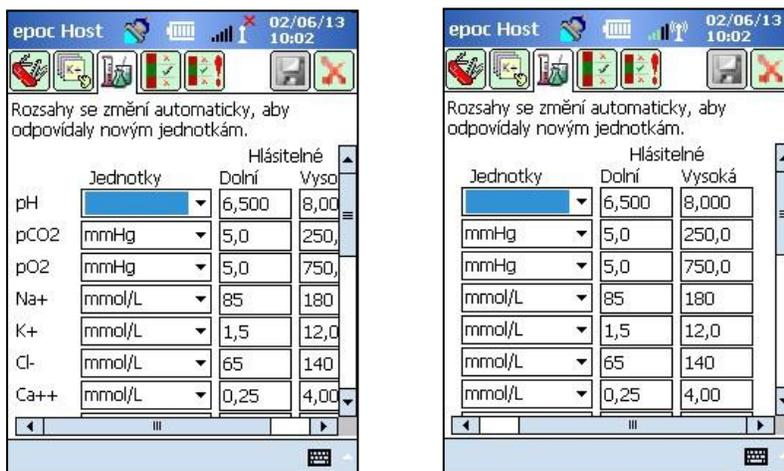 epoc Host 02/06/13 10:02
Rozsahy se změní automaticky, aby
odpovídaly novým jednotkám.
Hlásitelné
Jednotky Dolní Vyso
pH 6,500 8,00
pCO2 mmHg 5,0 250,
pO2 mmHg 5,0 750,
Na+ mmol/L 85 180
K+ mmol/L 1,5 12,0
Cl- mmol/L 65 140
Ca++ mmol/L 0,25 4,00
epoc Host 02/06/13 10:02
Rozsahy se změní automaticky, aby
odpovídaly novým jednotkám.
Hlásitelné
Jednotky Dolní Vysoká
6,500 8,000
mmHg 5,0 250,0
mmHg 5,0 750,0
mmol/L 85 180
mmol/L 1,5 12,0
mmol/L 65 140
mmol/L 0,25 4,00